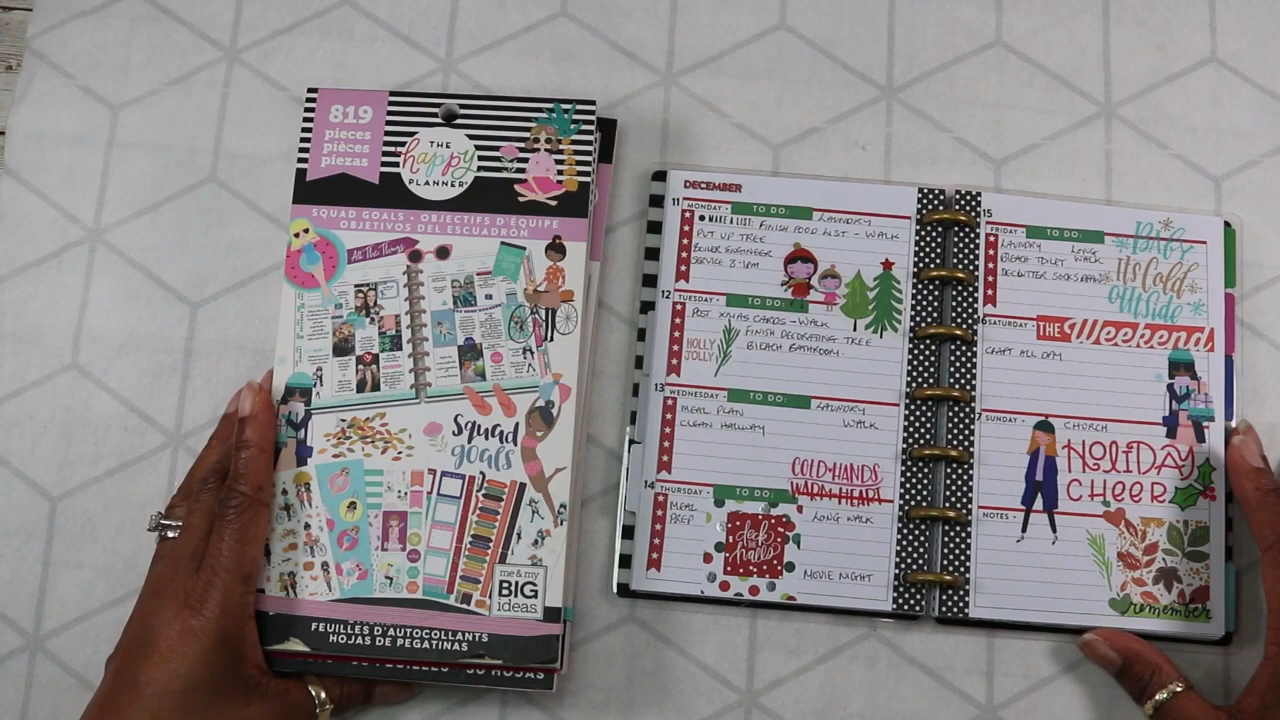 819
pieces
pièces
piezas
THE
happy
PLANNER®
SQUAD GOALS • OBJECTIFS D'ÉQUIPE
OBJETIVOS DEL ESCUADRÓN
All The Things
Squad
goals
me & my
BIG
ideas.
FEUILLES D'AUTOCOLLANTS
HOJAS DE PEGATINAS
DECEMBER
11 MONDAY • TO DO: LAUNDRY
MAKE A LIST: FINISH FOOD LIST - WALK
PUT UP TREE
BOILER ENGINEER
SERVICE 8-1PM
12 TUESDAY • TO DO:
POST XMAS CARDS - WALK
FINISH DECORATING TREE
BLEACH BATHROOM.
HOLLY
JOLLY
13 WEDNESDAY • TO DO: LAUNDRY
MEAL PLAN WALK
CLEAN HALLWAY
COLD HANDS
WARM HEART
14 THURSDAY • TO DO:
MEAL
PREP
LONG WALK
deck
the
halls
MOVIE NIGHT
15
FRIDAY • TO DO:
LAUNDRY LONG
BLEACH TOILET WALK
DECLUTTER SOCKS
BABY
IT'S COLD
OUTSIDE
SATURDAY • THE Weekend
CRAFT ALL DAY
7 SUNDAY • CHURCH
HOLIDAY
CHEER
NOTES •
remember